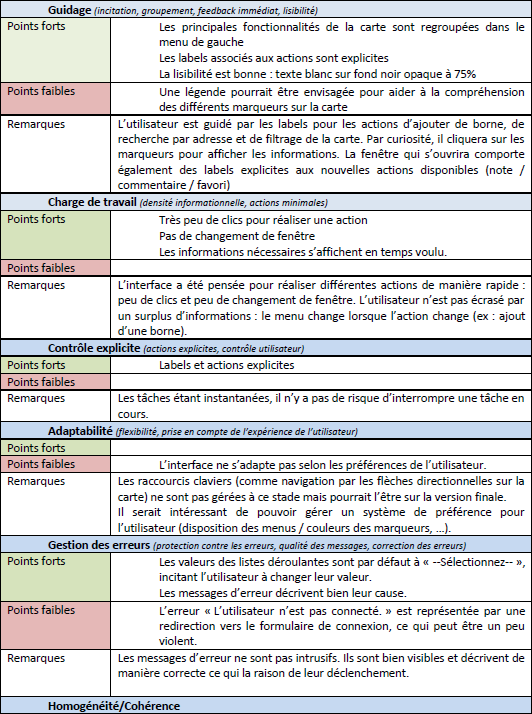 Guidage (incitation, groupement, feedback immédiat, lisibilité)
Points forts
Les principales fonctionnalités de la carte sont regroupées dans le
menu de gauche
Les labels associés aux actions sont explicites
La lisibilité est bonne : texte blanc sur fond noir opaque à 75%
Points faibles
Une légende pourrait être envisagée pour aider à la compréhension
des différents marqueurs sur la carte
Remarques
L’utilisateur est guidé par les labels pour les actions d’ajouter de borne, de
recherche par adresse et de filtrage de la carte. Par curiosité, il cliquera sur les
marqueurs pour afficher les informations. La fenêtre qui s’ouvrira comporte
également des labels explicites aux nouvelles actions disponibles (note /
commentaire / favori)
Charge de travail (densité informationnelle, actions minimales)
Points forts
Très peu de clics pour réaliser une action
Pas de changement de fenêtre
Les informations nécessaires s’affichent en temps voulu.
Points faibles
Remarques
L’interface a été pensée pour réaliser différentes actions de manière rapide :
peu de clics et peu de changement de fenêtre. L’utilisateur n’est pas écrasé par
un surplus d’informations : le menu change lorsque l’action change (ex : ajout
d’une borne).
Contrôle explicite (actions explicites, contrôle utilisateur)
Points forts
Labels et actions explicites
Points faibles
Remarques
Les tâches étant instantanées, il n’y a pas de risque d’interrompre une tâche en
cours.
Adaptabilité (flexibilité, prise en compte de l’expérience de l’utilisateur)
Points forts
Points faibles
L’interface ne s’adapte pas selon les préférences de l’utilisateur.
Remarques
Les raccourcis claviers (comme navigation par les flèches directionnelles sur la
carte) ne sont pas gérées à ce stade mais pourrait l’être sur la version finale.
Il serait intéressant de pouvoir gérer un système de préférence pour
l’utilisateur (disposition des menus / couleurs des marqueurs, …).
Gestion des erreurs (protection contre les erreurs, qualité des messages, correction des erreurs)
Points forts
Les valeurs des listes déroulantes sont par défaut à « --Sélectionnez-- »,
incitant l’utilisateur à changer leur valeur.
Les messages d’erreur décrivent bien leur cause.
Points faibles
L’erreur « L’utilisateur n’est pas connecté. » est représentée par une
redirection vers le formulaire de connexion, ce qui peut être un peu
violent.
Remarques
Les messages d’erreur ne sont pas intrusifs. Ils sont bien visibles et décrivent de
manière correcte ce qui la raison de leur déclenchement.
Homogénéité/Cohérence